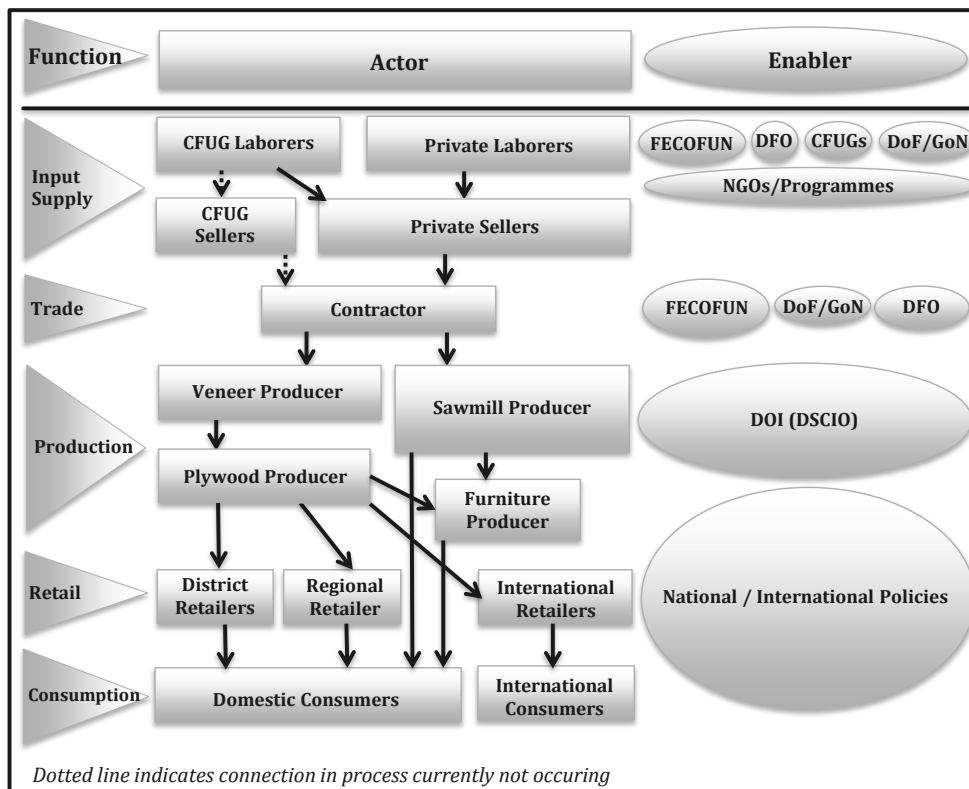 Function
Actor
Enabler
Input
Supply
CFUG Laborers
Private Laborers
FECOFUN
DFO
CFUGs
DoF/GoN
NGOs/Programmes
CFUG
Sellers
Private Sellers
Trade
Contractor
FECOFUN
DoF/GoN
DFO
Production
Veneer Producer
Sawmill Producer
DOI (DSCIO)
Plywood Producer
Furniture
Producer
Retail
District
Retailers
Regional
Retailer
International
Retailers
National / International Policies
Consumption
Domestic Consumers
International
Consumers
Dotted line indicates connection in process currently not occuring